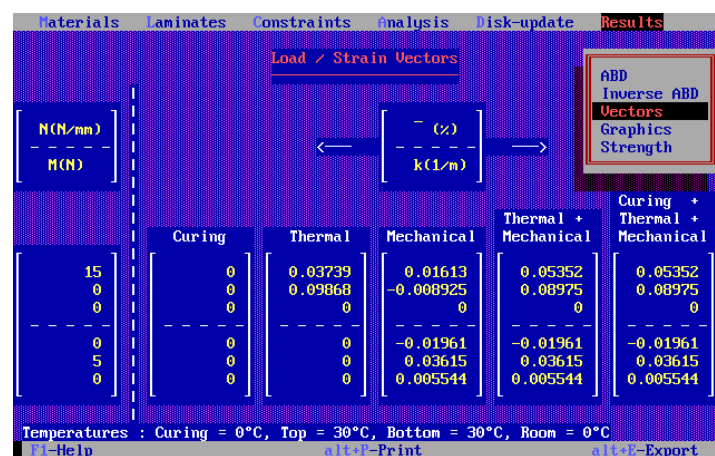 Materials Laminates Constraints Analysis Disk-update Results
Load / Strain Vectors
ABD
Inverse ABD
Vectors
Graphics
Strength
N(N/mm) ‾ (%)
<── ──>
M(N) k(1/m)
Curing +
Thermal + Thermal +
Curing Thermal Mechanical Mechanical Mechanical
15 0 0.03739 0.01613 0.05352 0.05352
0 0 0.09868 -0.008925 0.08975 0.08975
0 0 0 0 0 0
0 0 0 -0.01961 -0.01961 -0.01961
5 0 0 0.03615 0.03615 0.03615
0 0 0 0.005544 0.005544 0.005544
Temperatures : Curing = 0°C, Top = 30°C, Bottom = 30°C, Room = 0°C
F1-Help alt+P-Print alt+E-Export